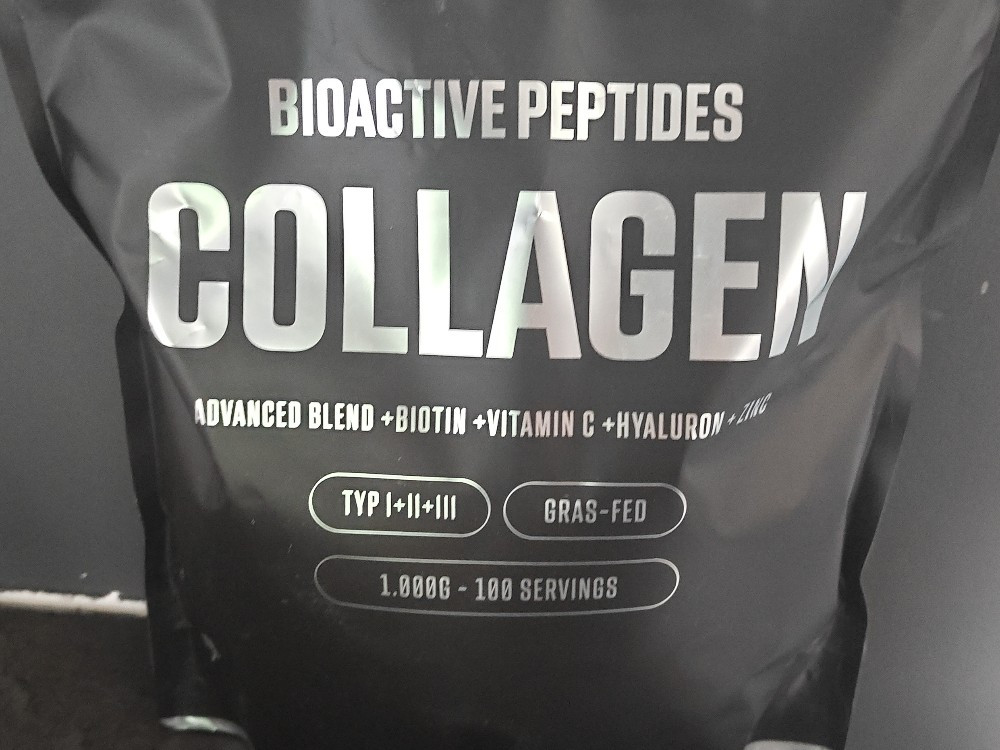 BIOACTIVE PEPTIDES
COLLAGEN
ADVANCED BLEND +BIOTIN +VITAMIN C +HYALURON + ZINC
TYP I+II+III
GRAS-FED
1.000G - 100 SERVINGS